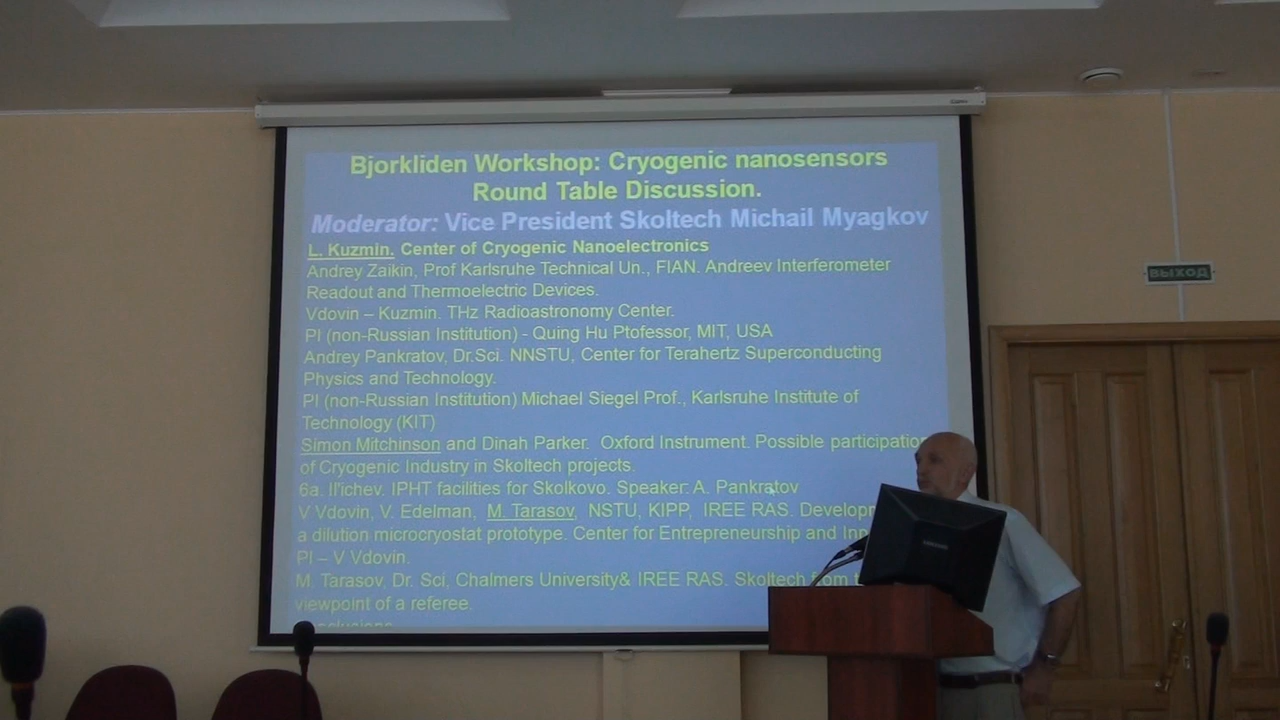 Bjorkliden Workshop: Cryogenic nanosensors
Round Table Discussion.
Moderator: Vice President Skoltech Michail Myagkov
L. Kuzmin. Center of Cryogenic Nanoelectronics
Andrey Zaikin, Prof Karlsruhe Technical Un., FIAN. Andreev Interferometer
Readout and Thermoelectric Devices.
Vdovin – Kuzmin. THz Radioastronomy Center.
PI (non-Russian Institution) - Quing Hu Ptofessor, MIT, USA
Andrey Pankratov, Dr.Sci. NNSTU, Center for Terahertz Superconducting
Physics and Technology.
PI (non-Russian Institution) Michael Siegel Prof., Karlsruhe Institute of
Technology (KIT)
Simon Mitchinson and Dinah Parker. Oxford Instrument. Possible participation
of Cryogenic Industry in Skoltech projects.
6a. Il'ichev. IPHT facilities for Skolkovo. Speaker: A. Pankratov
V Vdovin, V. Edelman, M. Tarasov, NSTU, KIPP, IREE RAS.
a dilution microcryostat prototype. Center for Entrepreneurship and
PI – V Vdovin.
M. Tarasov, Dr. Sci, Chalmers University& IREE RAS. Skoltech from
viewpoint of a referee.
ВЫХОД
SAMSUNG